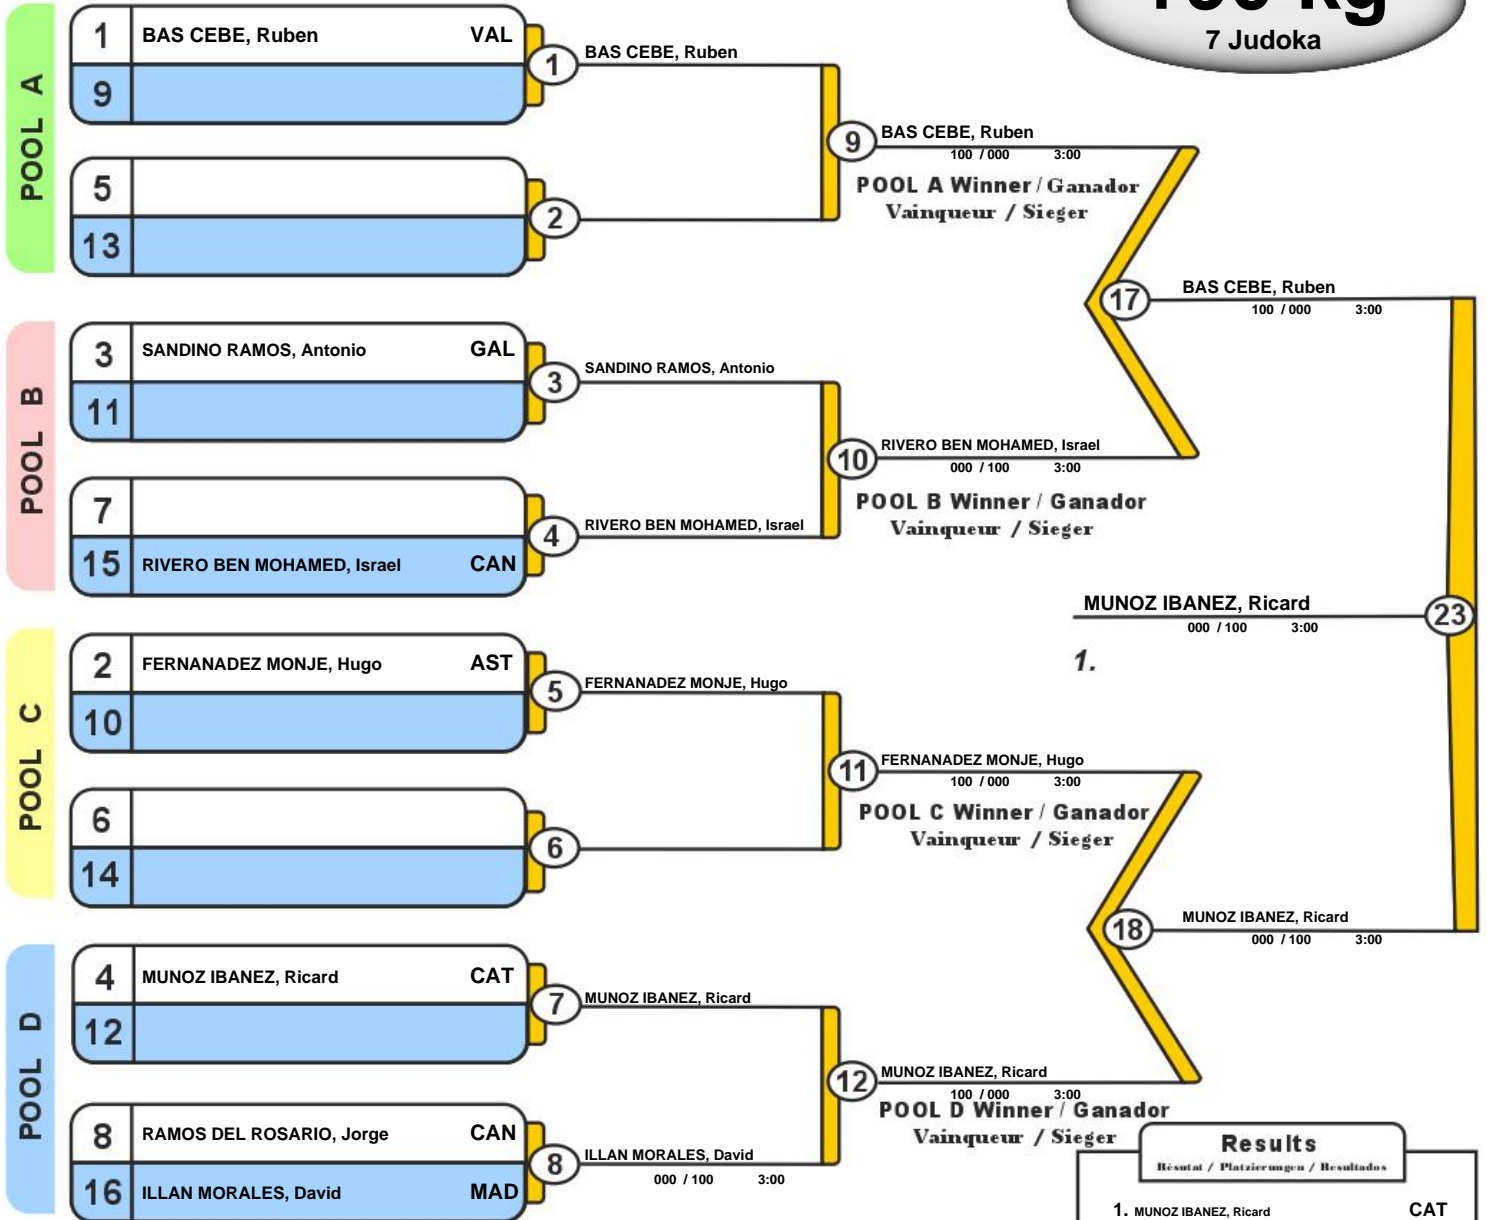 7 Judoka
POOL A
1 BAS CEBE, Ruben VAL
9
5
13
1 BAS CEBE, Ruben
2
9 BAS CEBE, Ruben
100 / 000 3:00
POOL A Winner / Ganador
Vainqueur / Sieger
POOL B
3 SANDINO RAMOS, Antonio GAL
11
7
15 RIVERO BEN MOHAMED, Israel CAN
3 SANDINO RAMOS, Antonio
4 RIVERO BEN MOHAMED, Israel
10 RIVERO BEN MOHAMED, Israel
000 / 100 3:00
POOL B Winner / Ganador
Vainqueur / Sieger
17 BAS CEBE, Ruben
100 / 000 3:00
POOL C
2 FERNANADEZ MONJE, Hugo AST
10
6
14
5 FERNANADEZ MONJE, Hugo
6
11 FERNANADEZ MONJE, Hugo
100 / 000 3:00
POOL C Winner / Ganador
Vainqueur / Sieger
POOL D
4 MUNOZ IBANEZ, Ricard CAT
12
8 RAMOS DEL ROSARIO, Jorge CAN
16 ILLAN MORALES, David MAD
7 MUNOZ IBANEZ, Ricard
8 ILLAN MORALES, David
000 / 100 3:00
12 MUNOZ IBANEZ, Ricard
100 / 000 3:00
POOL D Winner / Ganador
Vainqueur / Sieger
18 MUNOZ IBANEZ, Ricard
000 / 100 3:00
MUNOZ IBANEZ, Ricard 23
000 / 100 3:00
1.
Results
Résutat / Platzierungen / Resultados
1. MUNOZ IBANEZ, Ricard CAT